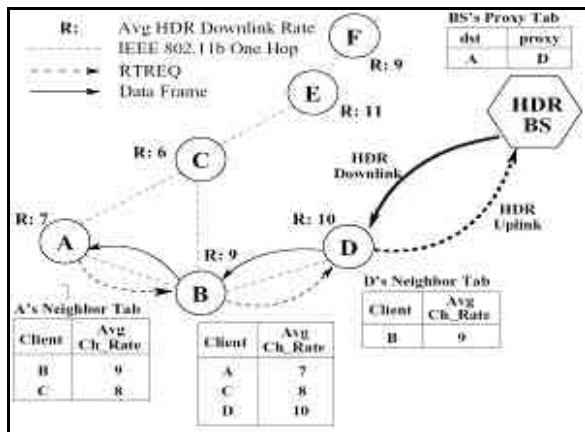 R: Avg HDR Downlink Rate
IEEE 802.11b One Hop
RTREQ
Data Frame
F
R: 9
E
R: 11
BS's Proxy Tab
dst proxy
A D
HDR
BS
R: 6
C
HDR
Downlink
HDR
Uplink
R: 7
A
R: 9
B
R: 10
D
A's Neighbor Tab
Client Avg
Ch_Rate
B 9
C 8
Client Avg
Ch_Rate
A 7
C 8
D 10
D's Neighbor Tab
Client Avg
Ch_Rate
B 9